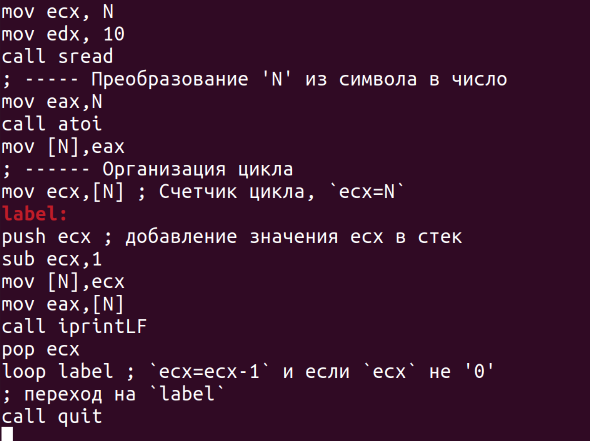 mov ecx, N
mov edx, 10
call sread
; ----- Преобразование 'N' из символа в число
mov eax,N
call atoi
mov [N],eax
; ------ Организация цикла
mov ecx,[N] ; Счетчик цикла, `ecx=N`
label:
push ecx ; добавление значения ecx в стек
sub ecx,1
mov [N],ecx
mov eax,[N]
call iprintLF
pop ecx
loop label ; `ecx=ecx-1` и если `ecx` не '0'
; переход на `label`
call quit